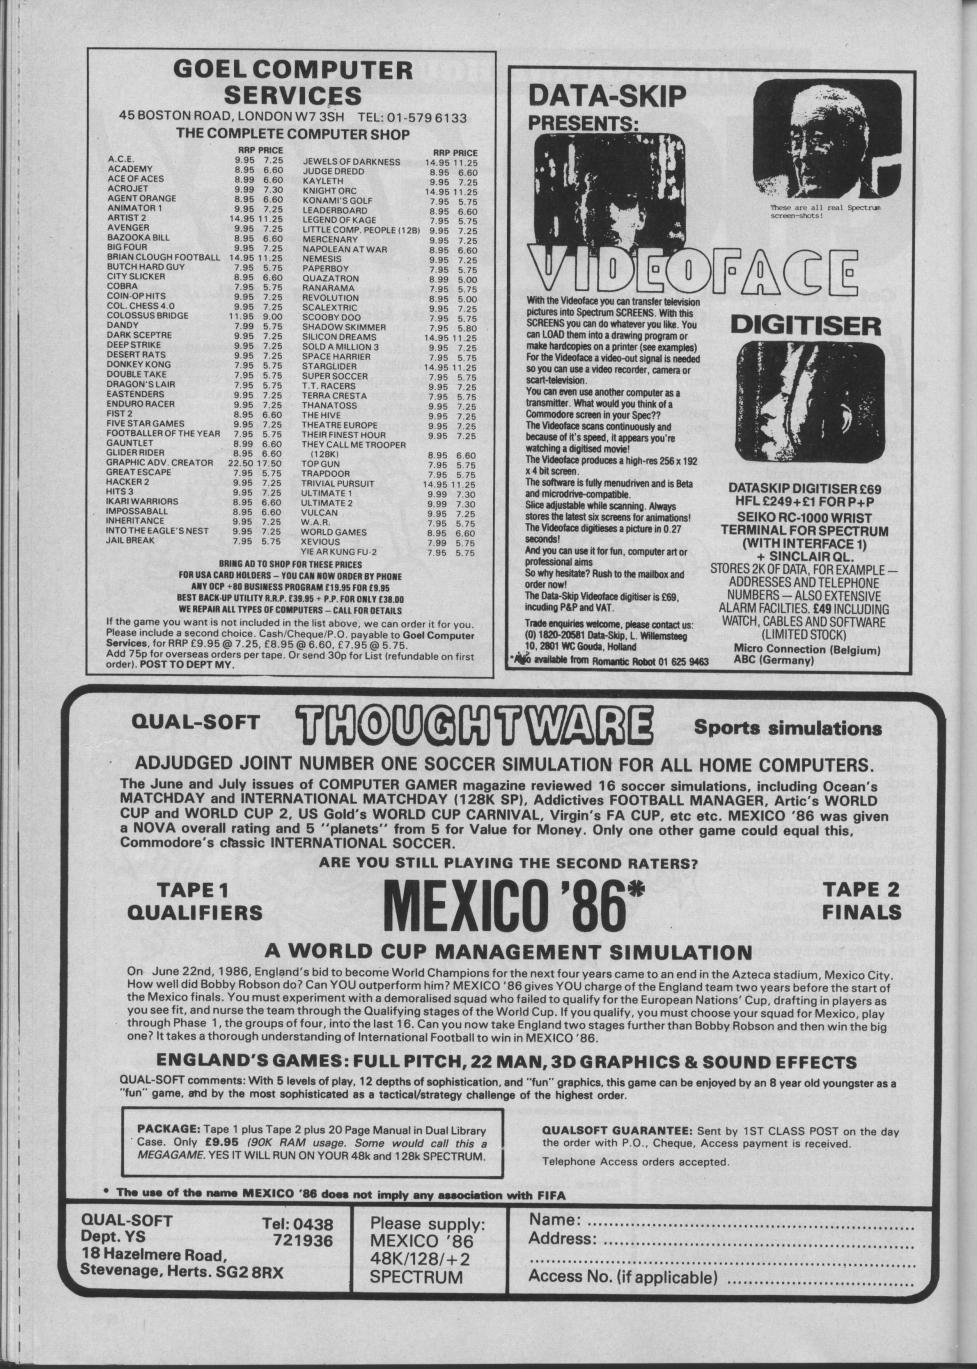 GOEL COMPUTER
SERVICES
45 BOSTON ROAD, LONDON W7 3SH TEL: 01-579 6133
THE COMPLETE COMPUTER SHOP
RRP PRICE
A.C.E. 9.95 7.25
ACADEMY 8.95 6.60
ACE OF ACES 8.99 6.60
ACROJET 9.99 7.30
AGENT ORANGE 8.95 6.60
ANIMATOR 1 9.95 7.25
ARTIST 2 14.95 11.25
AVENGER 9.95 7.25
BAZOOKA BILL 8.95 6.60
BIG FOUR 9.95 7.25
BRIAN CLOUGH FOOTBALL 14.95 11.25
BUTCH HARD GUY 7.95 5.75
CITY SLICKER 8.95 6.60
COBRA 7.95 5.75
COIN-OP HITS 9.95 7.25
COL. CHESS 4.0 9.95 7.25
COLOSSUS BRIDGE 11.95 9.00
DANDY 7.99 5.75
DARK SCEPTRE 9.95 7.25
DEEP STRIKE 9.95 7.25
DESERT RATS 9.95 7.25
DONKEY KONG 7.95 5.75
DOUBLE TAKE 7.95 5.75
DRAGON'S LAIR 7.95 5.75
EASTENDERS 9.95 7.25
ENDURO RACER 9.95 7.25
FIST 2 8.95 6.60
FIVE STAR GAMES 9.95 7.25
FOOTBALLER OF THE YEAR 7.95 5.75
GAUNTLET 8.99 6.60
GLIDER RIDER 8.95 6.60
GRAPHIC ADV. CREATOR 22.50 17.50
GREAT ESCAPE 7.95 5.75
HACKER 2 9.95 7.25
HITS 3 9.95 7.25
IKARI WARRIORS 8.95 6.60
IMPOSSABALL 8.95 6.60
INHERITANCE 9.95 7.25
INTO THE EAGLE'S NEST 9.95 7.25
JAIL BREAK 7.95 5.75
RRP PRICE
JEWELS OF DARKNESS 14.95 11.25
JUDGE DREDD 8.95 6.60
KAYLETH 9.95 7.25
KNIGHT ORC 14.95 11.25
KONAMI'S GOLF 7.95 5.75
LEADERBOARD 8.95 6.60
LEGEND OF KAGE 7.95 5.75
LITTLE COMP. PEOPLE (128) 9.95 7.25
MERCENARY 9.95 7.25
NAPOLEAN AT WAR 8.95 6.60
NEMESIS 9.95 7.25
PAPERBOY 7.95 5.75
QUAZATRON 8.99 5.00
RANARAMA 7.95 5.75
REVOLUTION 8.95 5.00
SCALEXTRIC 9.95 7.25
SCOOBY DOO 7.95 5.75
SHADOW SKIMMER 7.95 5.80
SILICON DREAMS 14.95 11.25
SOLD A MILLION 3 9.95 7.25
SPACE HARRIER 7.95 5.75
STARGLIDER 14.95 11.25
SUPER SOCCER 7.95 5.75
T.T. RACERS 9.95 7.25
TERRA CRESTA 7.95 5.75
THANATOSS 9.95 7.25
THE HIVE 9.95 7.25
THEATRE EUROPE 9.95 7.25
THEIR FINEST HOUR 9.95 7.25
THEY CALL ME TROOPER
(128K) 8.95 6.60
TOP GUN 7.95 5.75
TRAPDOOR 7.95 5.75
TRIVIAL PURSUIT 14.95 11.25
ULTIMATE 1 9.99 7.30
ULTIMATE 2 9.99 7.30
VULCAN 9.95 7.25
W.A.R. 7.95 5.75
WORLD GAMES 8.95 6.60
XEVIOUS 7.99 5.75
YIE AR KUNG FU-2 7.95 5.75
BRING AD TO SHOP FOR THESE PRICES
FOR USA CARD HOLDERS – YOU CAN NOW ORDER BY PHONE
ANY OCP +80 BUSINESS PROGRAM £19.95 FOR £9.95
BEST BACK-UP UTILITY R.R.P. £39.95 + P.P. FOR ONLY £38.00
WE REPAIR ALL TYPES OF COMPUTERS – CALL FOR DETAILS
If the game you want is not included in the list above, we can order it for you.
Please include a second choice. Cash/Cheque/P.O. payable to Goel Computer
Services, for RRP £9.95 @ 7.25, £8.95 @ 6.60, £7.95 @ 5.75.
Add 75p for overseas orders per tape. Or send 30p for List (refundable on first
order). POST TO DEPT MY.
DATA-SKIP
PRESENTS:
These are all real Spectrum
screen-shots!
VIDEOFACE
DIGITISER
With the Videoface you can transfer television
pictures into Spectrum SCREENS. With this
SCREENS you can do whatever you like. You
can LOAD them into a drawing program or
make hardcopies on a printer (see examples)
For the Videoface a video-out signal is needed
so you can use a video recorder, camera or
scart-television.
You can even use another computer as a
transmitter. What would you think of a
Commodore screen in your Spec??
The Videoface scans continuously and
because of it's speed, it appears you're
watching a digitised movie!
The Videoface produces a high-res 256 x 192
x 4 bit screen.
The software is fully menudriven and is Beta
and microdrive-compatible.
Slice adjustable while scanning. Always
stores the latest six screens for animations!
The Videoface digitieses a picture in 0.27
seconds!
And you can use it for fun, computer art or
professional aims
So why hesitate? Rush to the mailbox and
order now!
The Data-Skip Videoface digitiser is £69,
incuding P&P and VAT.
Trade enquiries welcome, please contact us:
(0) 1820-20581 Data-Skip, L. Willemsteeg
10, 2801 WC Gouda, Holland
*Also available from Romantic Robot 01 625 9463
DATASKIP DIGITISER £69
HFL £249+£1 FOR P+P
SEIKO RC-1000 WRIST
TERMINAL FOR SPECTRUM
(WITH INTERFACE 1)
+ SINCLAIR QL.
STORES 2K OF DATA, FOR EXAMPLE –
ADDRESSES AND TELEPHONE
NUMBERS – ALSO EXTENSIVE
ALARM FACILTIES. £49 INCLUDING
WATCH, CABLES AND SOFTWARE
(LIMITED STOCK)
Micro Connection (Belgium)
ABC (Germany)
QUAL-SOFT THOUGHTWARE Sports simulations
ADJUDGED JOINT NUMBER ONE SOCCER SIMULATION FOR ALL HOME COMPUTERS.
The June and July issues of COMPUTER GAMER magazine reviewed 16 soccer simulations, including Ocean's
MATCHDAY and INTERNATIONAL MATCHDAY (128K SP), Addictives FOOTBALL MANAGER, Artic's WORLD
CUP and WORLD CUP 2, US Gold's WORLD CUP CARNIVAL, Virgin's FA CUP, etc etc. MEXICO '86 was given
a NOVA overall rating and 5 "planets" from 5 for Value for Money. Only one other game could equal this,
Commodore's classic INTERNATIONAL SOCCER.
ARE YOU STILL PLAYING THE SECOND RATERS?
TAPE 1
QUALIFIERS
MEXICO '86*
TAPE 2
FINALS
A WORLD CUP MANAGEMENT SIMULATION
On June 22nd, 1986, England's bid to become World Champions for the next four years came to an end in the Azteca stadium, Mexico City.
How well did Bobby Robson do? Can YOU outperform him? MEXICO '86 gives YOU charge of the England team two years before the start of
the Mexico finals. You must experiment with a demoralised squad who failed to qualify for the European Nations' Cup, drafting in players as
you see fit, and nurse the team through the Qualifying stages of the World Cup. If you qualify, you must choose your squad for Mexico, play
through Phase 1, the groups of four, into the last 16. Can you now take England two stages further than Bobby Robson and then win the big
one? It takes a thorough understanding of International Football to win in MEXICO '86.
ENGLAND'S GAMES: FULL PITCH, 22 MAN, 3D GRAPHICS & SOUND EFFECTS
QUAL-SOFT comments: With 5 levels of play, 12 depths of sophistication, and "fun" graphics, this game can be enjoyed by an 8 year old youngster as a
"fun" game, and by the most sophisticated as a tactical/strategy challenge of the highest order.
PACKAGE: Tape 1 plus Tape 2 plus 20 Page Manual in Dual Library
Case. Only £9.95 (90K RAM usage. Some would call this a
MEGAGAME. YES IT WILL RUN ON YOUR 48k and 128k SPECTRUM.
QUALSOFT GUARANTEE: Sent by 1ST CLASS POST on the day
the order with P.O., Cheque, Access payment is received.
Telephone Access orders accepted.
* The use of the name MEXICO '86 does not imply any association with FIFA
QUAL-SOFT Tel: 0438
Dept. YS 721936
18 Hazelmere Road,
Stevenage, Herts. SG2 8RX
Please supply:
MEXICO '86
48K/128/+2
SPECTRUM
Name: ....................
Address: ....................
....................
Access No. (if applicable) ....................